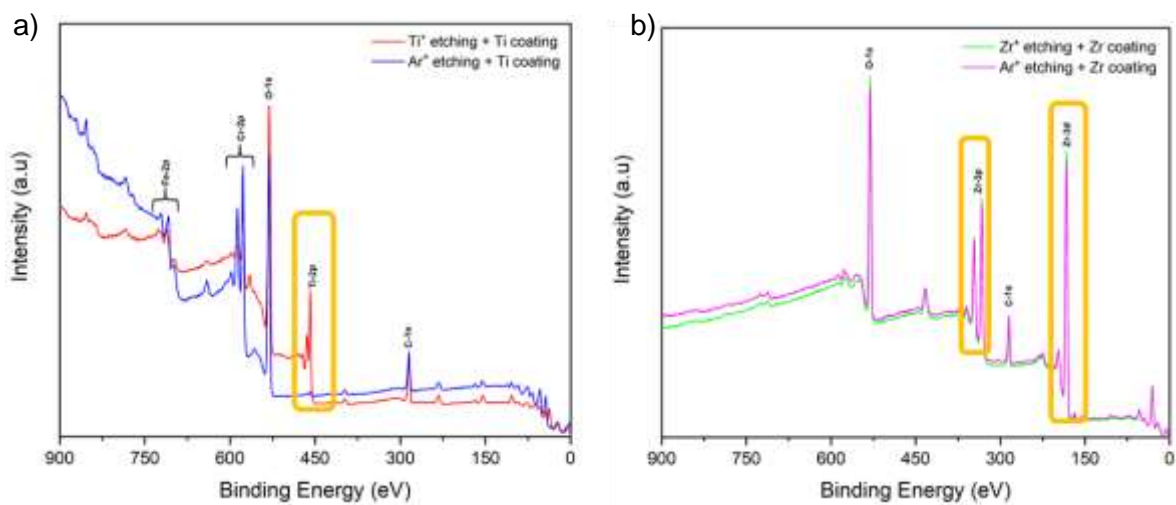 a)
Ti⁺ etching + Ti coating
Ar⁺ etching + Ti coating
Fe-2p
Cr-2p
O-1s
Ti-2p
C-1s
Intensity (a.u)
900 750 600 450 300 150 0
Binding Energy (eV)
b)
Zr⁺ etching + Zr coating
Ar⁺ etching + Zr coating
O-1s
Zr-3p
C-1s
Zr-3d
Intensity (a.u)
900 750 600 450 300 150 0
Binding Energy (eV)